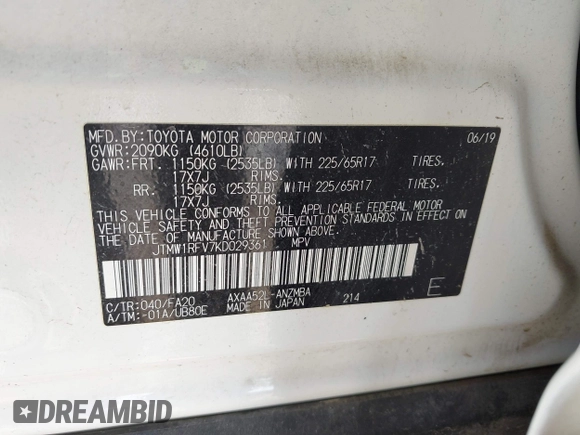 MFD.BY:TOYOTA MOTOR CORPORATION 06/19
GVWR:2090KG (4610LB)
GAWR:FRT. 1150KG (2535LB) WITH 225/65R17 TIRES.
17X7J RIMS.
RR. 1150KG (2535LB) WITH 225/65R17 TIRES.
17X7J RIMS.
THIS VEHICLE CONFORMS TO ALL APPLICABLE FEDERAL MOTOR
VEHICLE SAFETY AND THEFT PREVENTION STANDARDS IN EFFECT
ON THE DATE OF MANUFACTURE SHOWN ABOVE.
JTMW1RFV7KD029361 MPV
C/TR:040/FA20 AXAA52L-ANZMBA 214 E
A/TM:-01A/UB80E MADE IN JAPAN
DREAMBID